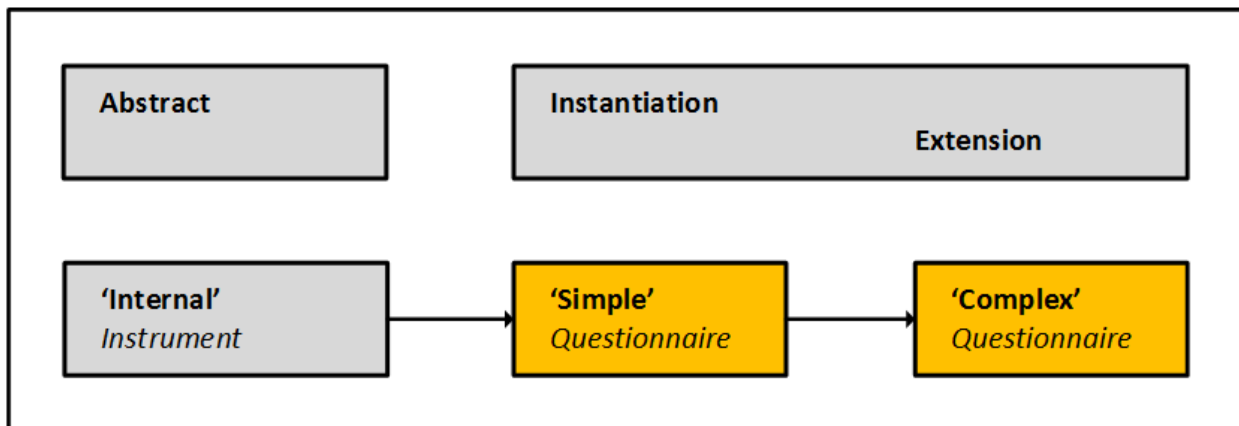 Abstract
Instantiation
Extension
‘Internal’
Instrument
‘Simple’
Questionnaire
‘Complex’
Questionnaire